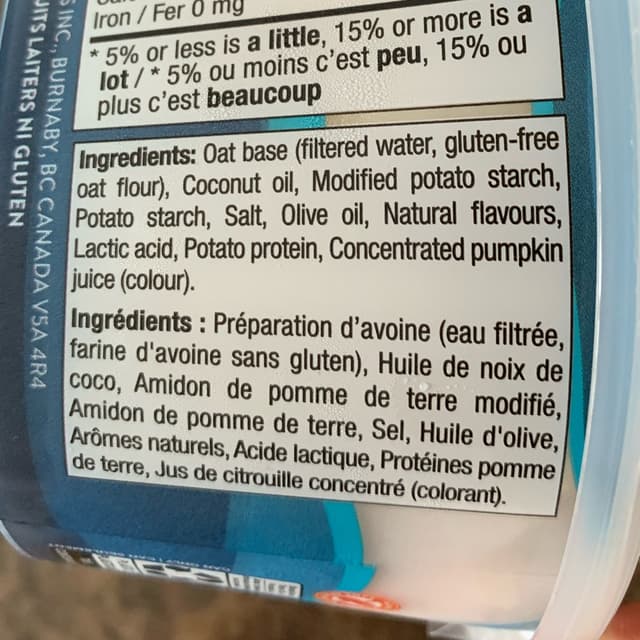 Iron / Fer 0 mg
* 5% or less is a little, 15% or more is a
lot / * 5% ou moins c'est peu, 15% ou
plus c'est beaucoup
Ingredients: Oat base (filtered water, gluten-free
oat flour), Coconut oil, Modified potato starch,
Potato starch, Salt, Olive oil, Natural flavours,
Lactic acid, Potato protein, Concentrated pumpkin
juice (colour).
Ingrédients : Préparation d'avoine (eau filtrée,
farine d'avoine sans gluten), Huile de noix de
coco, Amidon de pomme de terre modifié,
Amidon de pomme de terre, Sel, Huile d'olive,
Arômes naturels, Acide lactique, Protéines pomme
de terre, Jus de citrouille concentré (colorant).
INC., BURNABY, BC CANADA V5A 4R4
LAITIERS NI GLUTEN